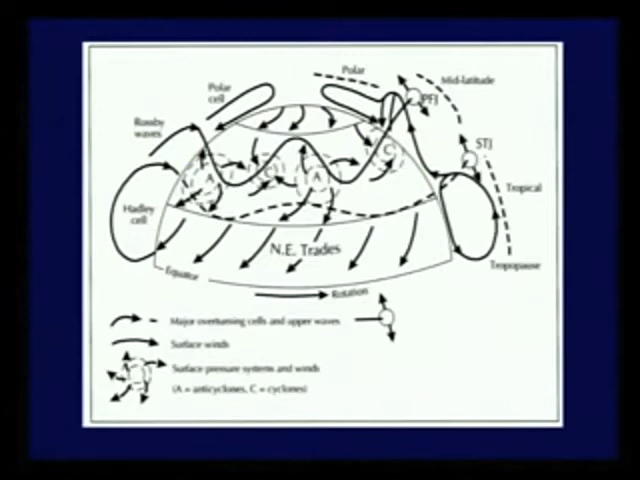 Polar
Mid-latitude
Polar
cell
PFJ
Rossby
waves
STJ
C
A
C
A
Tropical
Hadley
cell
N.E. Trades
Tropopause
Equator
Rotation
Major overturning cells and upper waves
Surface winds
A
Surface pressure systems and winds
(A = anticyclones, C = cyclones)